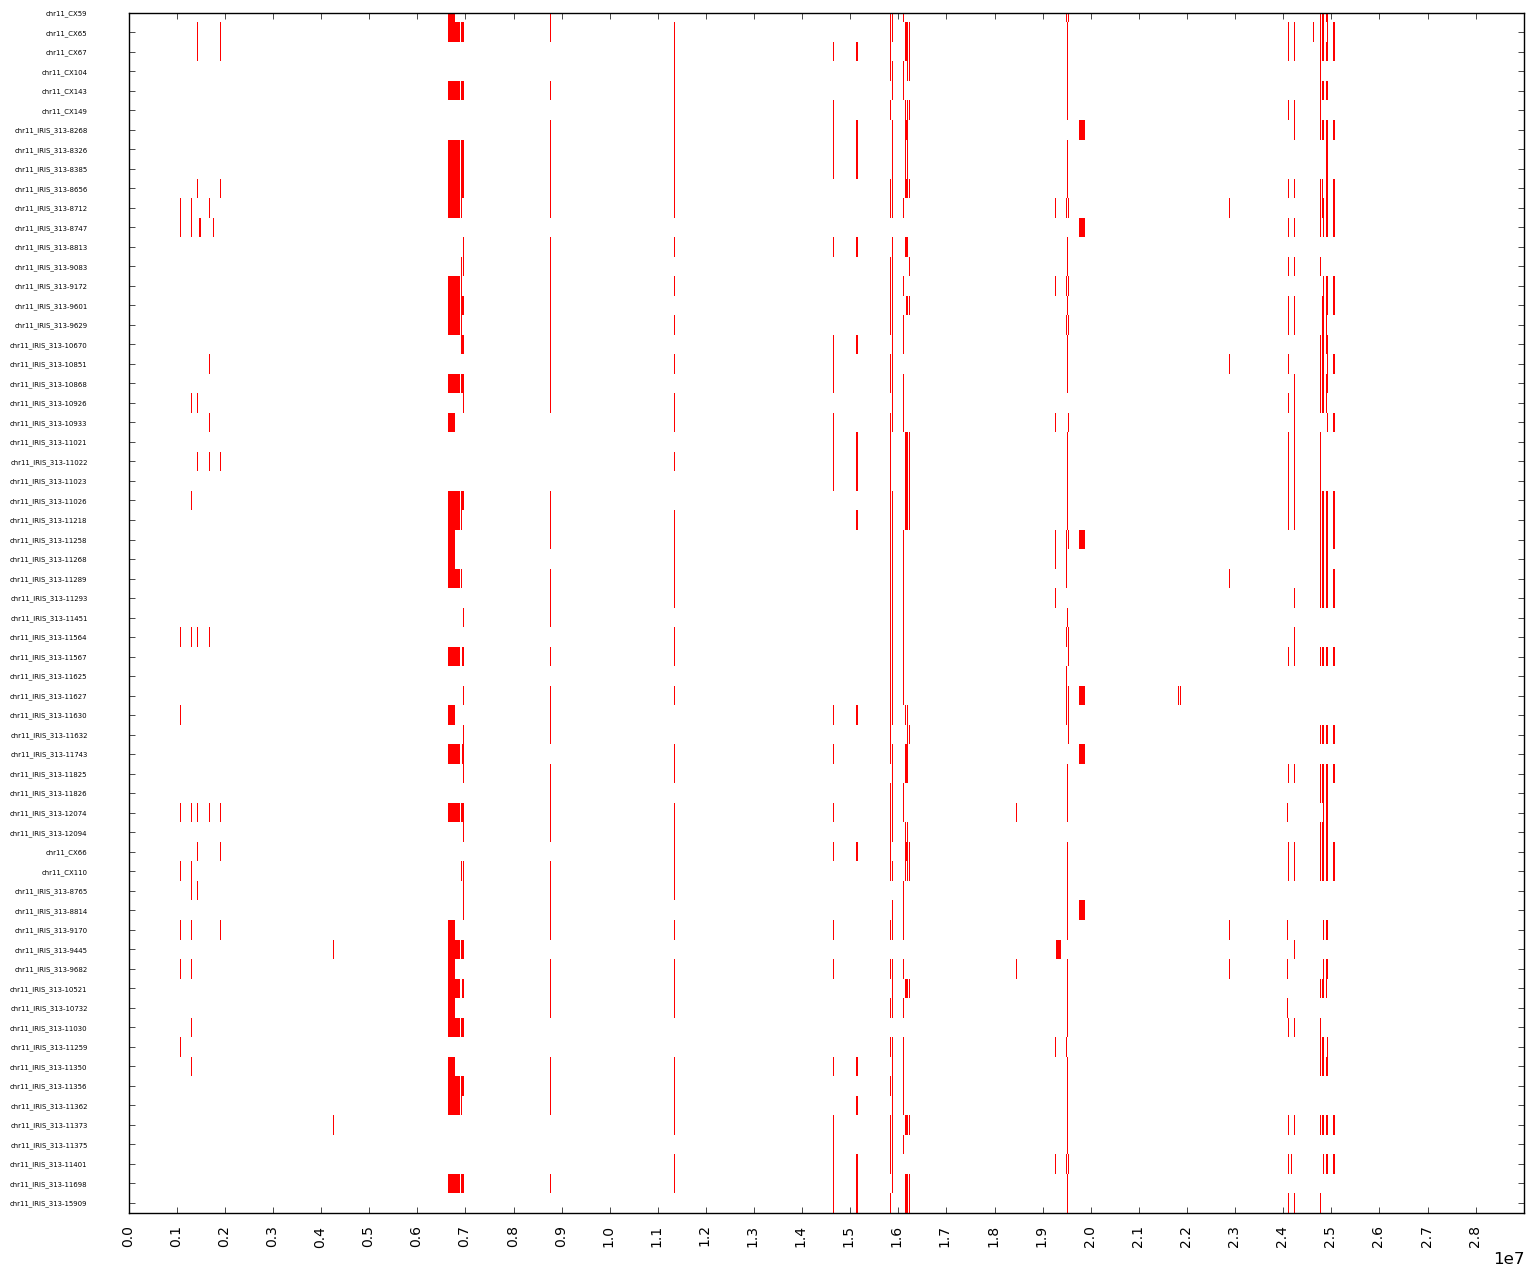 chr11_CX59
chr11_CX65
chr11_CX67
chr11_CX104
chr11_CX143
chr11_CX149
chr11_IRIS_313-8268
chr11_IRIS_313-8326
chr11_IRIS_313-8385
chr11_IRIS_313-8656
chr11_IRIS_313-8712
chr11_IRIS_313-8747
chr11_IRIS_313-8813
chr11_IRIS_313-9083
chr11_IRIS_313-9172
chr11_IRIS_313-9601
chr11_IRIS_313-9629
chr11_IRIS_313-10670
chr11_IRIS_313-10851
chr11_IRIS_313-10868
chr11_IRIS_313-10926
chr11_IRIS_313-10933
chr11_IRIS_313-11021
chr11_IRIS_313-11022
chr11_IRIS_313-11023
chr11_IRIS_313-11026
chr11_IRIS_313-11218
chr11_IRIS_313-11258
chr11_IRIS_313-11268
chr11_IRIS_313-11289
chr11_IRIS_313-11293
chr11_IRIS_313-11451
chr11_IRIS_313-11564
chr11_IRIS_313-11567
chr11_IRIS_313-11625
chr11_IRIS_313-11627
chr11_IRIS_313-11630
chr11_IRIS_313-11632
chr11_IRIS_313-11743
chr11_IRIS_313-11825
chr11_IRIS_313-11826
chr11_IRIS_313-12074
chr11_IRIS_313-12094
chr11_CX66
chr11_CX110
chr11_IRIS_313-8765
chr11_IRIS_313-8814
chr11_IRIS_313-9170
chr11_IRIS_313-9445
chr11_IRIS_313-9682
chr11_IRIS_313-10521
chr11_IRIS_313-10732
chr11_IRIS_313-11030
chr11_IRIS_313-11259
chr11_IRIS_313-11350
chr11_IRIS_313-11356
chr11_IRIS_313-11362
chr11_IRIS_313-11373
chr11_IRIS_313-11375
chr11_IRIS_313-11401
chr11_IRIS_313-11698
chr11_IRIS_313-15909
0.0 0.1 0.2 0.3 0.4 0.5 0.6 0.7 0.8 0.9 1.0 1.1 1.2 1.3 1.4 1.5 1.6 1.7 1.8 1.9 2.0 2.1 2.2 2.3 2.4 2.5 2.6 2.7 2.8
1e7